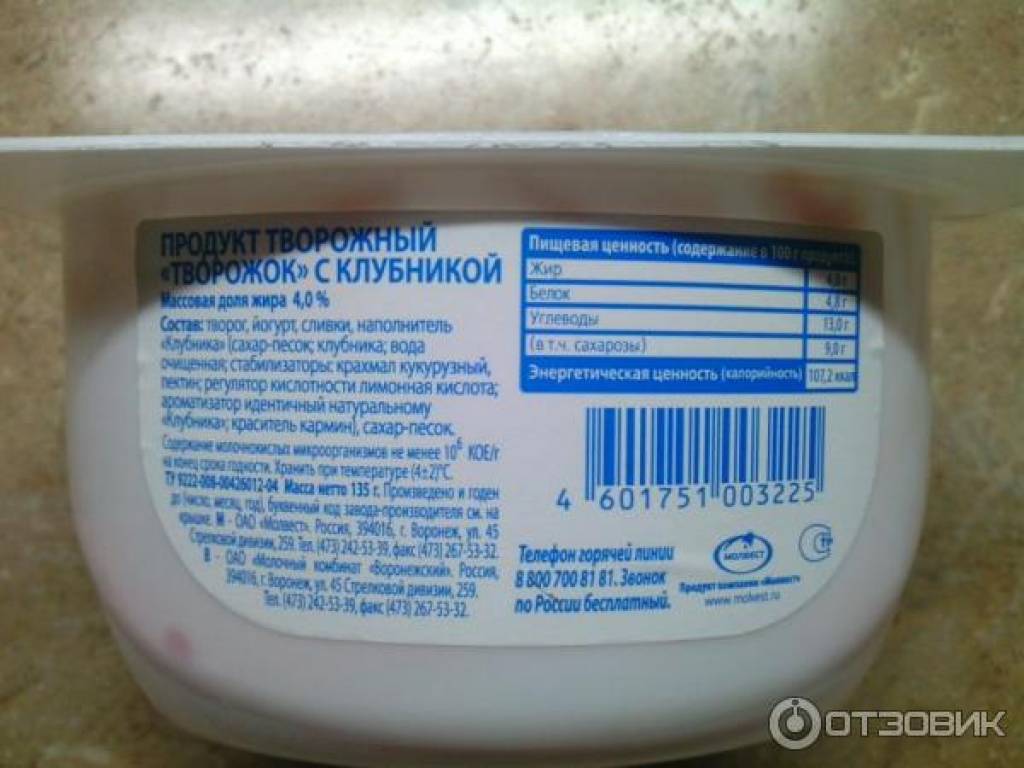 ПРОДУКТ ТВОРОЖНЫЙ
«ТВОРОЖОК» С КЛУБНИКОЙ
Массовая доля жира 4,0 %
Состав: творог, йогурт, сливки, наполнитель
«Клубника» (сахар-песок; клубника; вода
очищенная; стабилизаторы: крахмал кукурузный,
пектин; регулятор кислотности лимонная кислота;
ароматизатор идентичный натуральному
«Клубника»; краситель кармин), сахар-песок.
Содержание молочнокислых микроорганизмов не менее 10⁶ КОЕ/г
на конец срока годности. Хранить при температуре (4±2)°С.
ТУ 9222-008-00426012-04 Масса нетто 135 г. Произведено и годен
до (число, месяц, год), буквенный код завода-производителя см. на
крышке. М - ОАО «Молвест». Россия, 394016, г. Воронеж, ул. 45
Стрелковой дивизии, 259. Тел. (473) 242-53-39, факс (473) 267-53-32.
В - ОАО «Молочный комбинат «Воронежский». Россия,
394016, г. Воронеж, ул. 45 Стрелковой дивизии, 259.
Тел. (473) 242-53-39, факс (473) 267-53-32.
Пищевая ценность (содержание в 100 г продукта):
Жир 4,0 г
Белок 4,8 г
Углеводы 13,0 г
(в т.ч. сахарозы) 9,0 г
Энергетическая ценность (калорийность) 107,2 ккал
4 601751 003225
Телефон горячей линии
8 800 700 81 81. Звонок
по России бесплатный.
МОЛВЕСТ
Продукт компании «Молвест»
www.molvest.ru
ОТЗОВИК